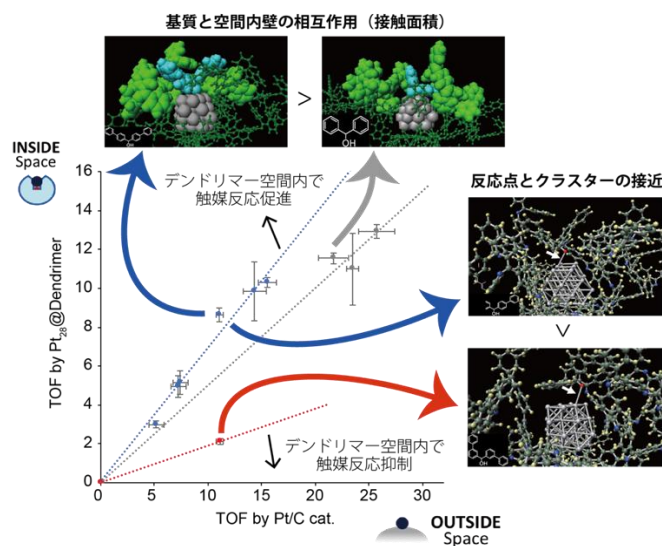 基質と空間内壁の相互作用（接触面積）
>
OH
OH
INSIDE
Space
デンドリマー空間内で
触媒反応促進
反応点とクラスターの接近
TOF by Pt28@Dendrimer
16
14
12
10
8
6
4
2
0
OH
∨
デンドリマー空間内で
触媒反応抑制
OH
0
5
10
15
20
25
30
TOF by Pt/C cat.
OUTSIDE
Space